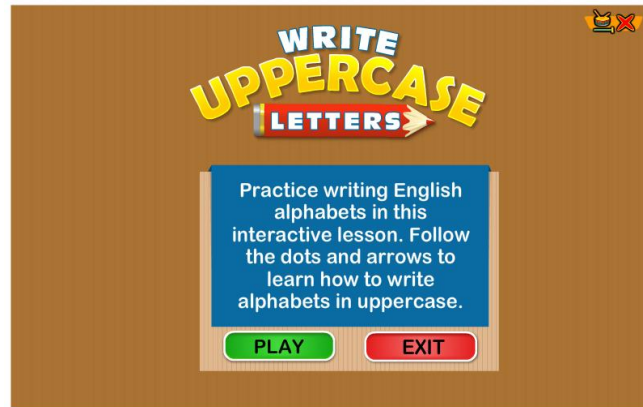 WRITE
UPPERCASE
LETTERS
Practice writing English
alphabets in this
interactive lesson. Follow
the dots and arrows to
learn how to write
alphabets in uppercase.
PLAY
EXIT